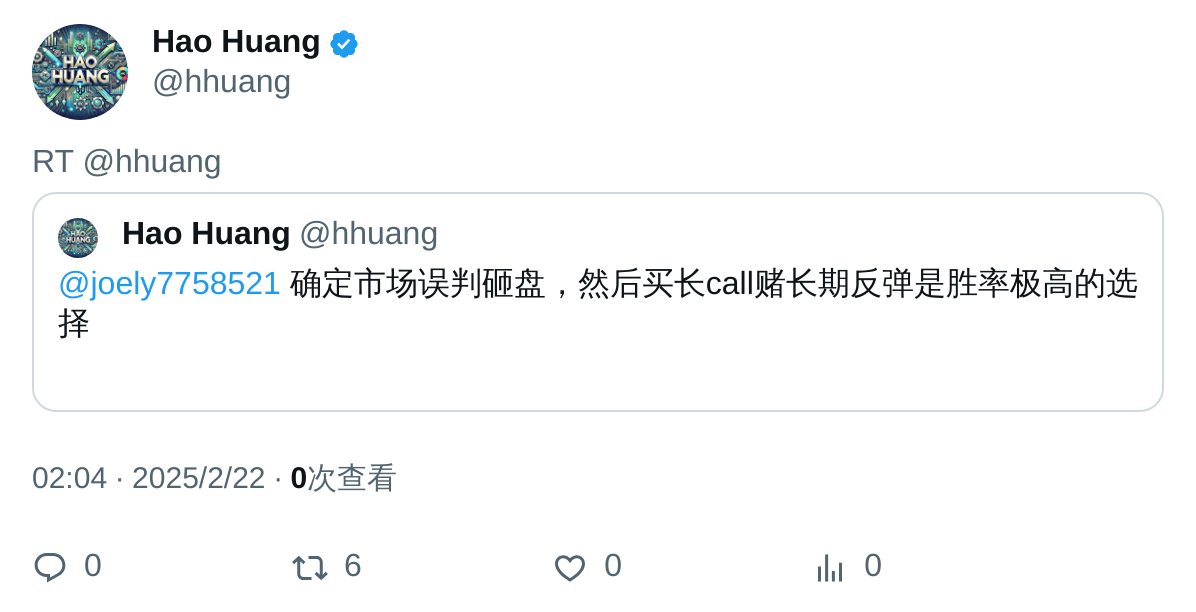 HAO
HUANG
Hao Huang
@hhuang
RT @hhuang
HAO
HUANG
Hao Huang @hhuang
@joely7758521 确定市场误判砸盘，然后买长call赌长期反弹是胜率极高的选
择
02:04 · 2025/2/22 · 0次查看
0 6 0 0